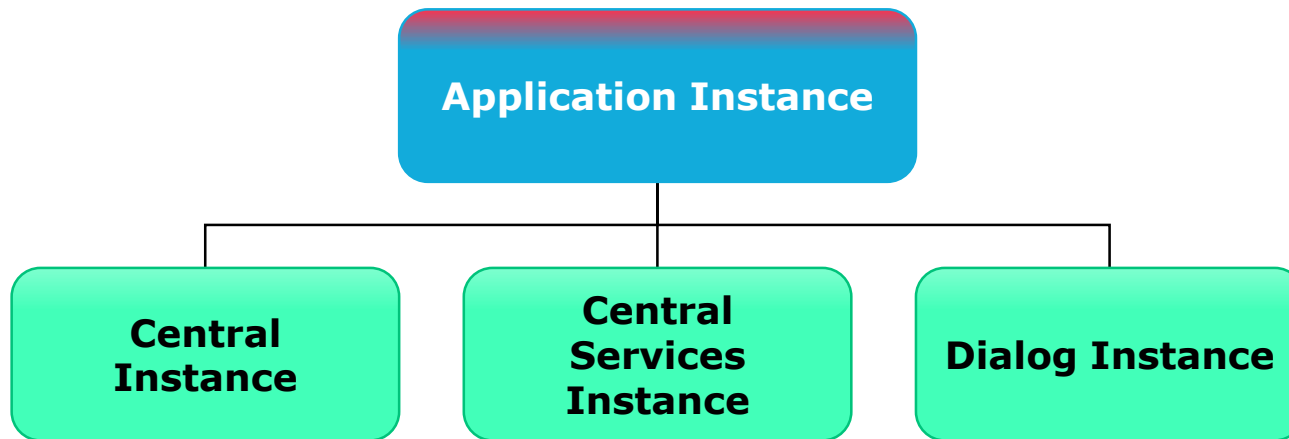 Application Instance
Central
Instance
Central
Services
Instance
Dialog Instance